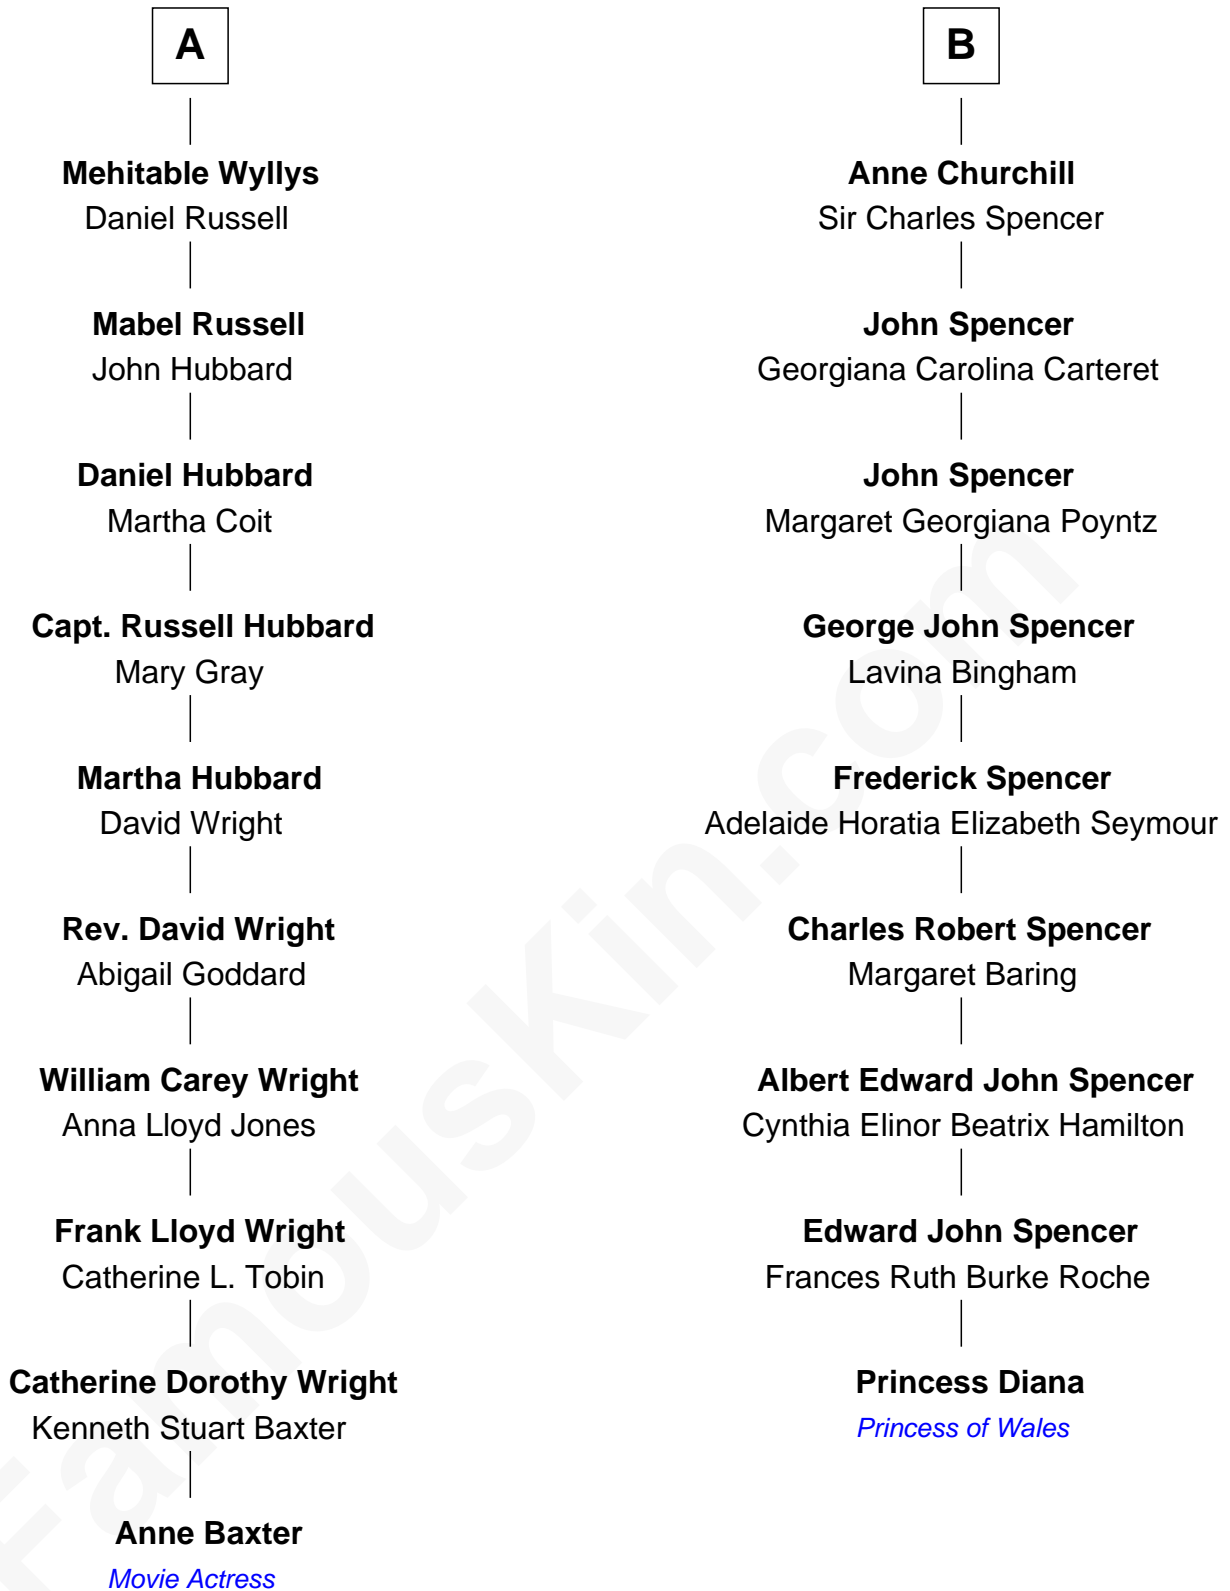 A
Mehitable Wyllys
Daniel Russell
Mabel Russell
John Hubbard
Daniel Hubbard
Martha Coit
Capt. Russell Hubbard
Mary Gray
Martha Hubbard
David Wright
Rev. David Wright
Abigail Goddard
William Carey Wright
Anna Lloyd Jones
Frank Lloyd Wright
Catherine L. Tobin
Catherine Dorothy Wright
Kenneth Stuart Baxter
Anne Baxter
Movie Actress
B
Anne Churchill
Sir Charles Spencer
John Spencer
Georgiana Carolina Carteret
John Spencer
Margaret Georgiana Poyntz
George John Spencer
Lavina Bingham
Frederick Spencer
Adelaide Horatia Elizabeth Seymour
Charles Robert Spencer
Margaret Baring
Albert Edward John Spencer
Cynthia Elinor Beatrix Hamilton
Edward John Spencer
Frances Ruth Burke Roche
Princess Diana
Princess of Wales
FamousKin.com